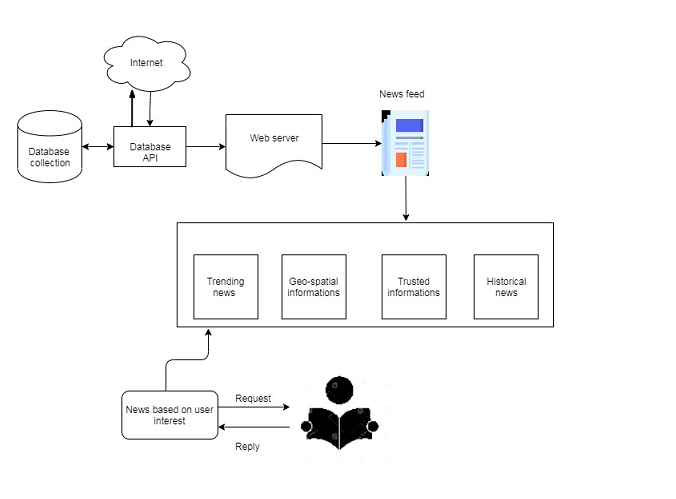 Internet
News feed
Database
collection
Database
API
Web server
Trending
news
Geo-spatial
informations
Trusted
informations
Historical
news
News based on user
interest
Request
Reply